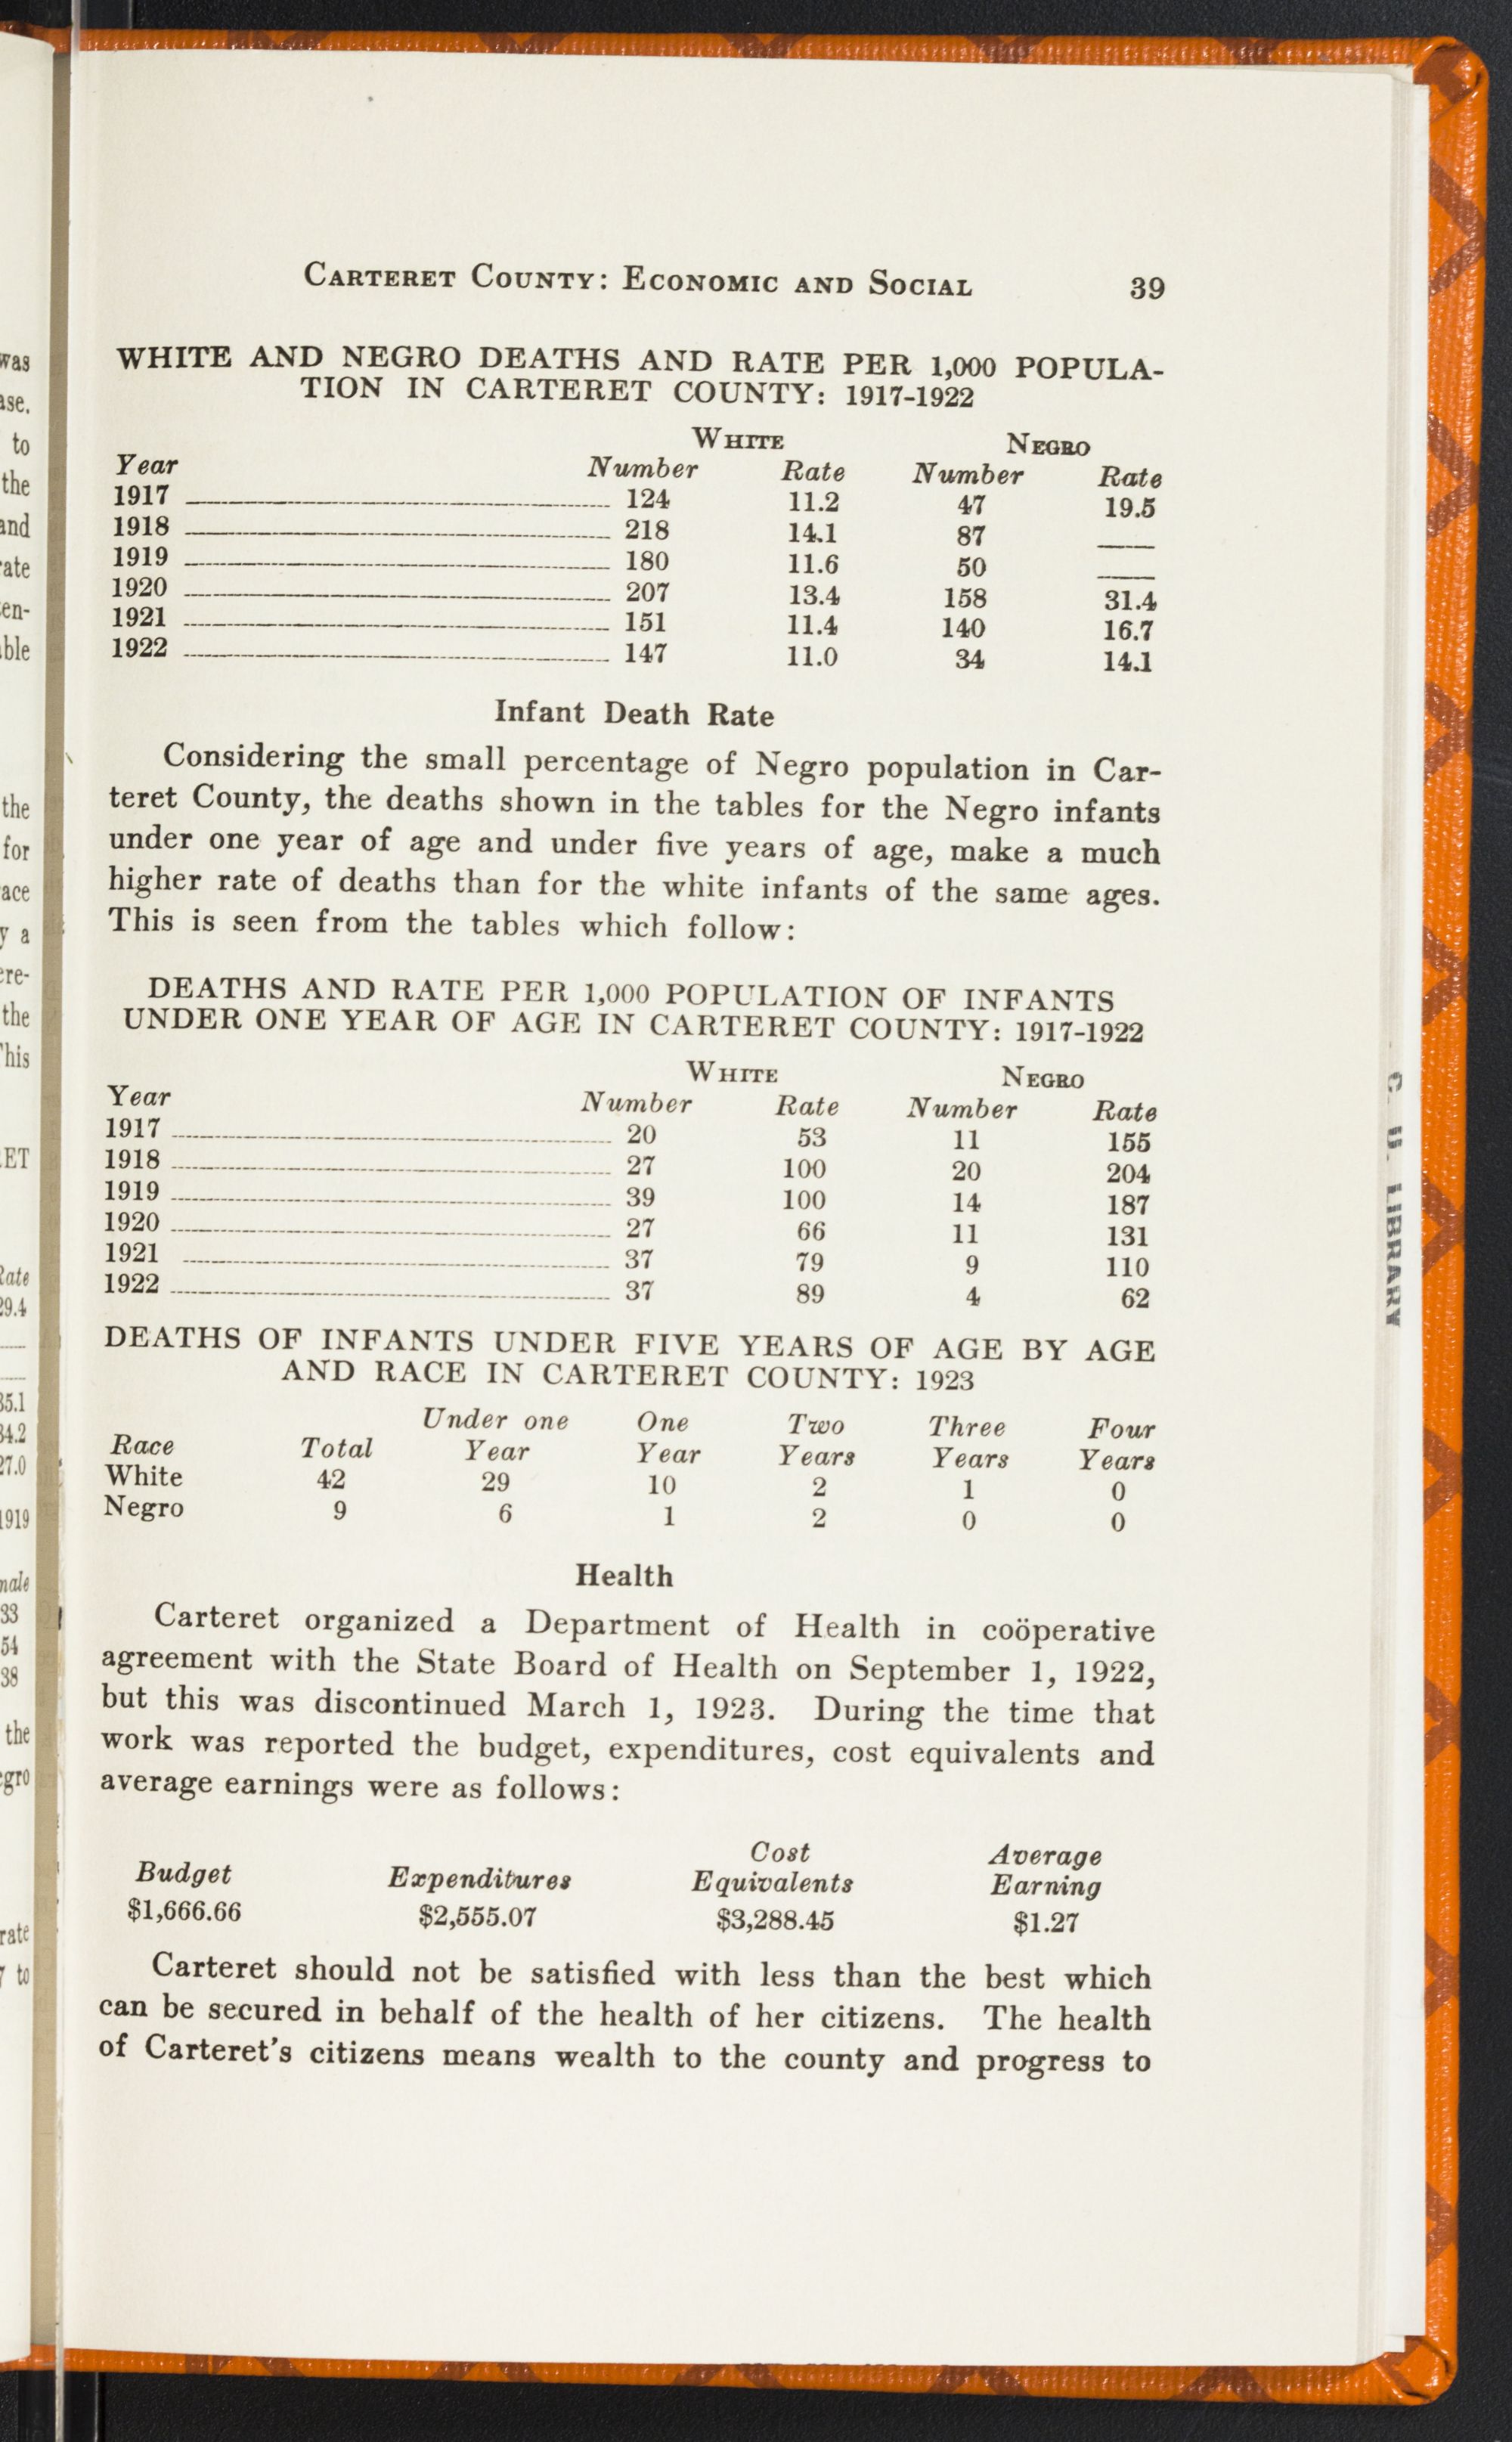 CARTERET COUNTY: ECONOMIC AND SOCIAL 39
WHITE AND NEGRO DEATHS AND RATE PER 1,000 POPULA-
TION IN CARTERET COUNTY: 1917-1922
WHITE NEGRO
Year Number Rate Number Rate
1917 124 11.2 47 19.5
1918 218 14.1 87 ___
1919 180 11.6 50 ___
1920 207 13.4 158 31.4
1921 151 11.4 140 16.7
1922 147 11.0 34 14.1
Infant Death Rate
Considering the small percentage of Negro population in Car-
teret County, the deaths shown in the tables for the Negro infants
under one year of age and under five years of age, make a much
higher rate of deaths than for the white infants of the same ages.
This is seen from the tables which follow:
DEATHS AND RATE PER 1,000 POPULATION OF INFANTS
UNDER ONE YEAR OF AGE IN CARTERET COUNTY: 1917-1922
WHITE NEGRO
Year Number Rate Number Rate
1917 20 53 11 155
1918 27 100 20 204
1919 39 100 14 187
1920 27 66 11 131
1921 37 79 9 110
1922 37 89 4 62
DEATHS OF INFANTS UNDER FIVE YEARS OF AGE BY AGE
AND RACE IN CARTERET COUNTY: 1923
Under one One Two Three Four
Race Total Year Year Years Years Years
White 42 29 10 2 1 0
Negro 9 6 1 2 0 0
Health
Carteret organized a Department of Health in coöperative
agreement with the State Board of Health on September 1, 1922,
but this was discontinued March 1, 1923. During the time that
work was reported the budget, expenditures, cost equivalents and
average earnings were as follows:
Cost Average
Budget Expenditures Equivalents Earning
$1,666.66 $2,555.07 $3,288.45 $1.27
Carteret should not be satisfied with less than the best which
can be secured in behalf of the health of her citizens. The health
of Carteret's citizens means wealth to the county and progress to
C. U. LIBRARY